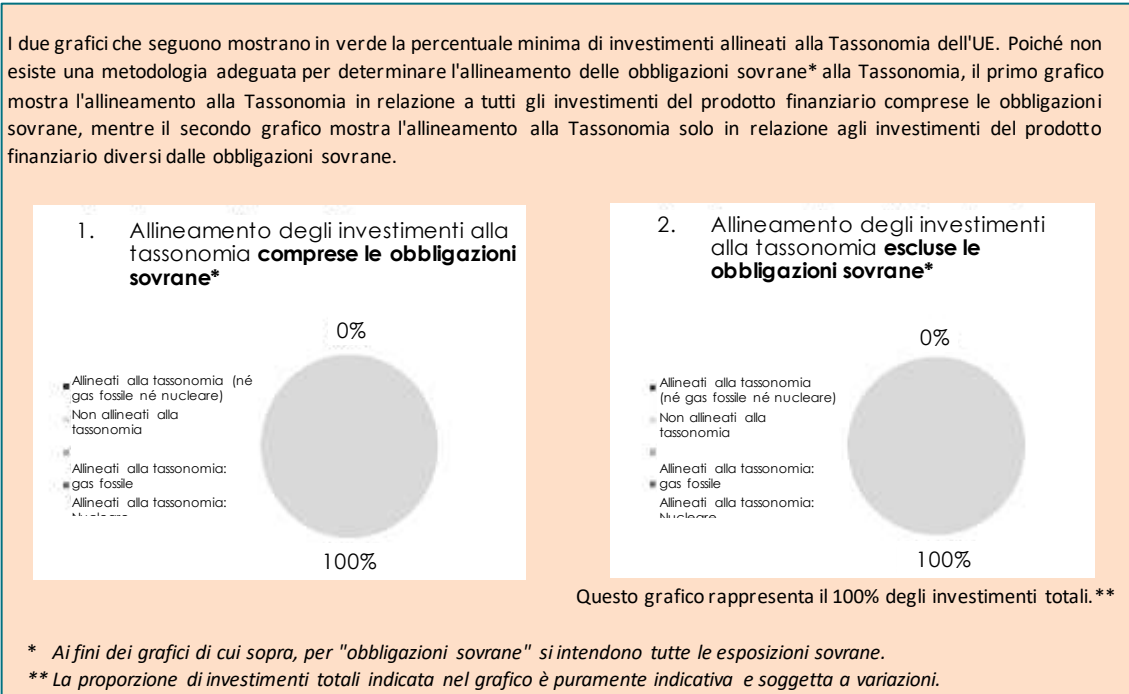 I due grafici che seguono mostrano in verde la percentuale minima di investimenti allineati alla Tassonomia dell'UE. Poiché non
esiste una metodologia adeguata per determinare l'allineamento delle obbligazioni sovrane* alla Tassonomia, il primo grafico
mostra l'allineamento alla Tassonomia in relazione a tutti gli investimenti del prodotto finanziario comprese le obbligazioni
sovrane, mentre il secondo grafico mostra l'allineamento alla Tassonomia solo in relazione agli investimenti del prodotto
finanziario diversi dalle obbligazioni sovrane.
1. Allineamento degli investimenti alla
tassonomia comprese le obbligazioni
sovrane*
0%
Allineati alla tassonomia (né
gas fossile né nucleare)
Non allineati alla
tassonomia
Allineati alla tassonomia:
gas fossile
Allineati alla tassonomia:
100%
2. Allineamento degli investimenti
alla tassonomia escluse le
obbligazioni sovrane*
0%
Allineati alla tassonomia
(né gas fossile né nucleare)
Non allineati alla
tassonomia
Allineati alla tassonomia:
gas fossile
Allineati alla tassonomia:
100%
Questo grafico rappresenta il 100% degli investimenti totali.**
* Ai fini dei grafici di cui sopra, per "obbligazioni sovrane" si intendono tutte le esposizioni sovrane.
** La proporzione di investimenti totali indicata nel grafico è puramente indicativa e soggetta a variazioni.